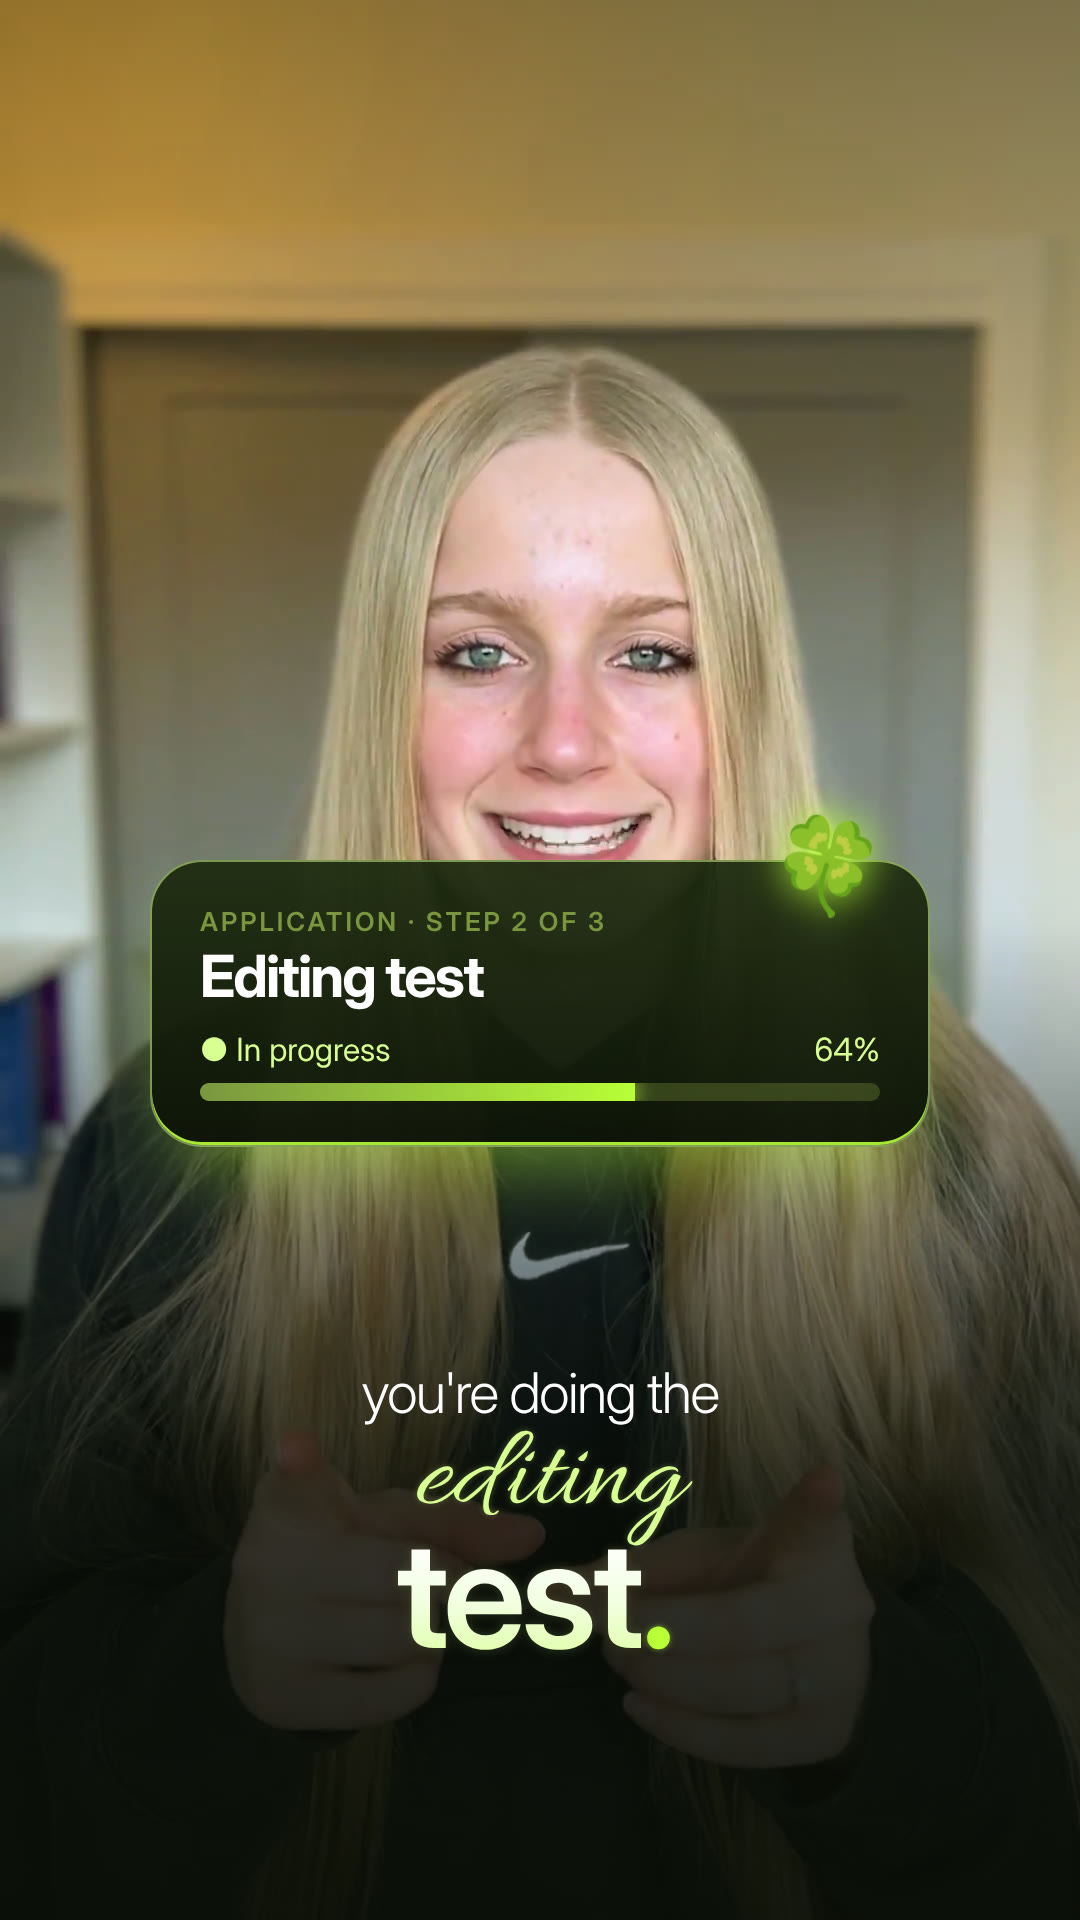 APPLICATION · STEP 2 OF 3
Editing test
In progress 64%
you're doing the
editing
test.